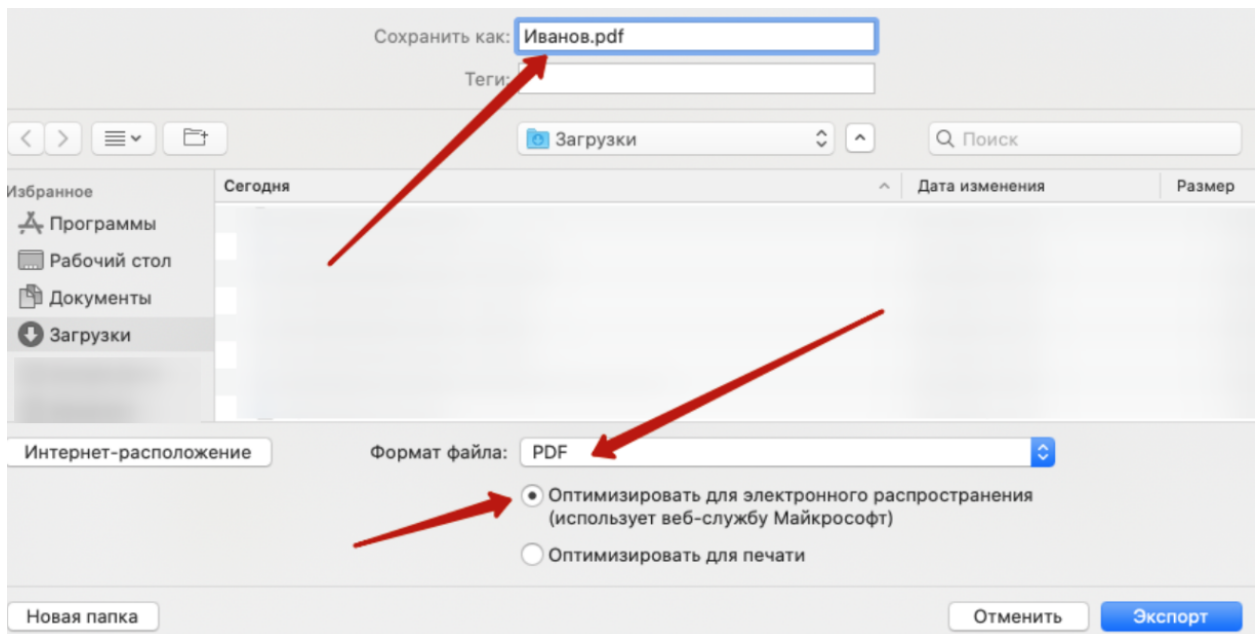 Сохранить как: Иванов.pdf
Теги:
Загрузки
Поиск
Избранное
Сегодня
Дата изменения
Размер
Программы
Рабочий стол
Документы
Загрузки
Интернет-расположение
Формат файла: PDF
Оптимизировать для электронного распространения
(использует веб-службу Майкрософт)
Оптимизировать для печати
Новая папка
Отменить
Экспорт